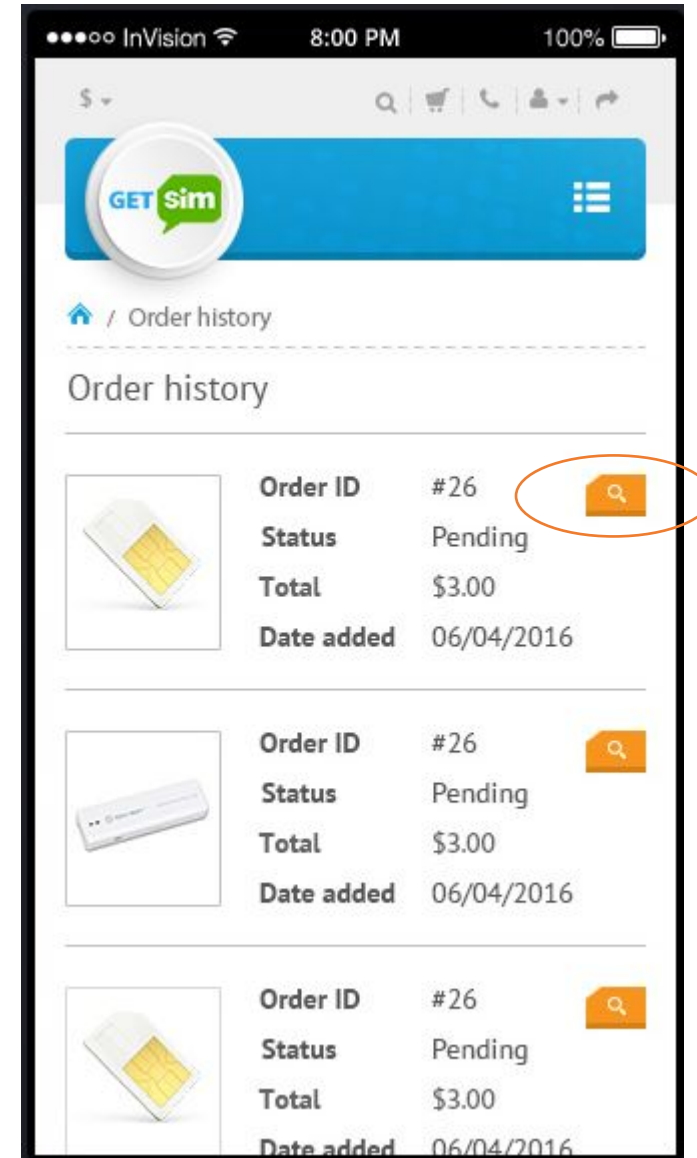 InVision 8:00 PM 100%
$
GET sim
/ Order history
Order history
Order ID #26
Status Pending
Total $3.00
Date added 06/04/2016
Order ID #26
Status Pending
Total $3.00
Date added 06/04/2016
Order ID #26
Status Pending
Total $3.00
Date added 06/04/2016